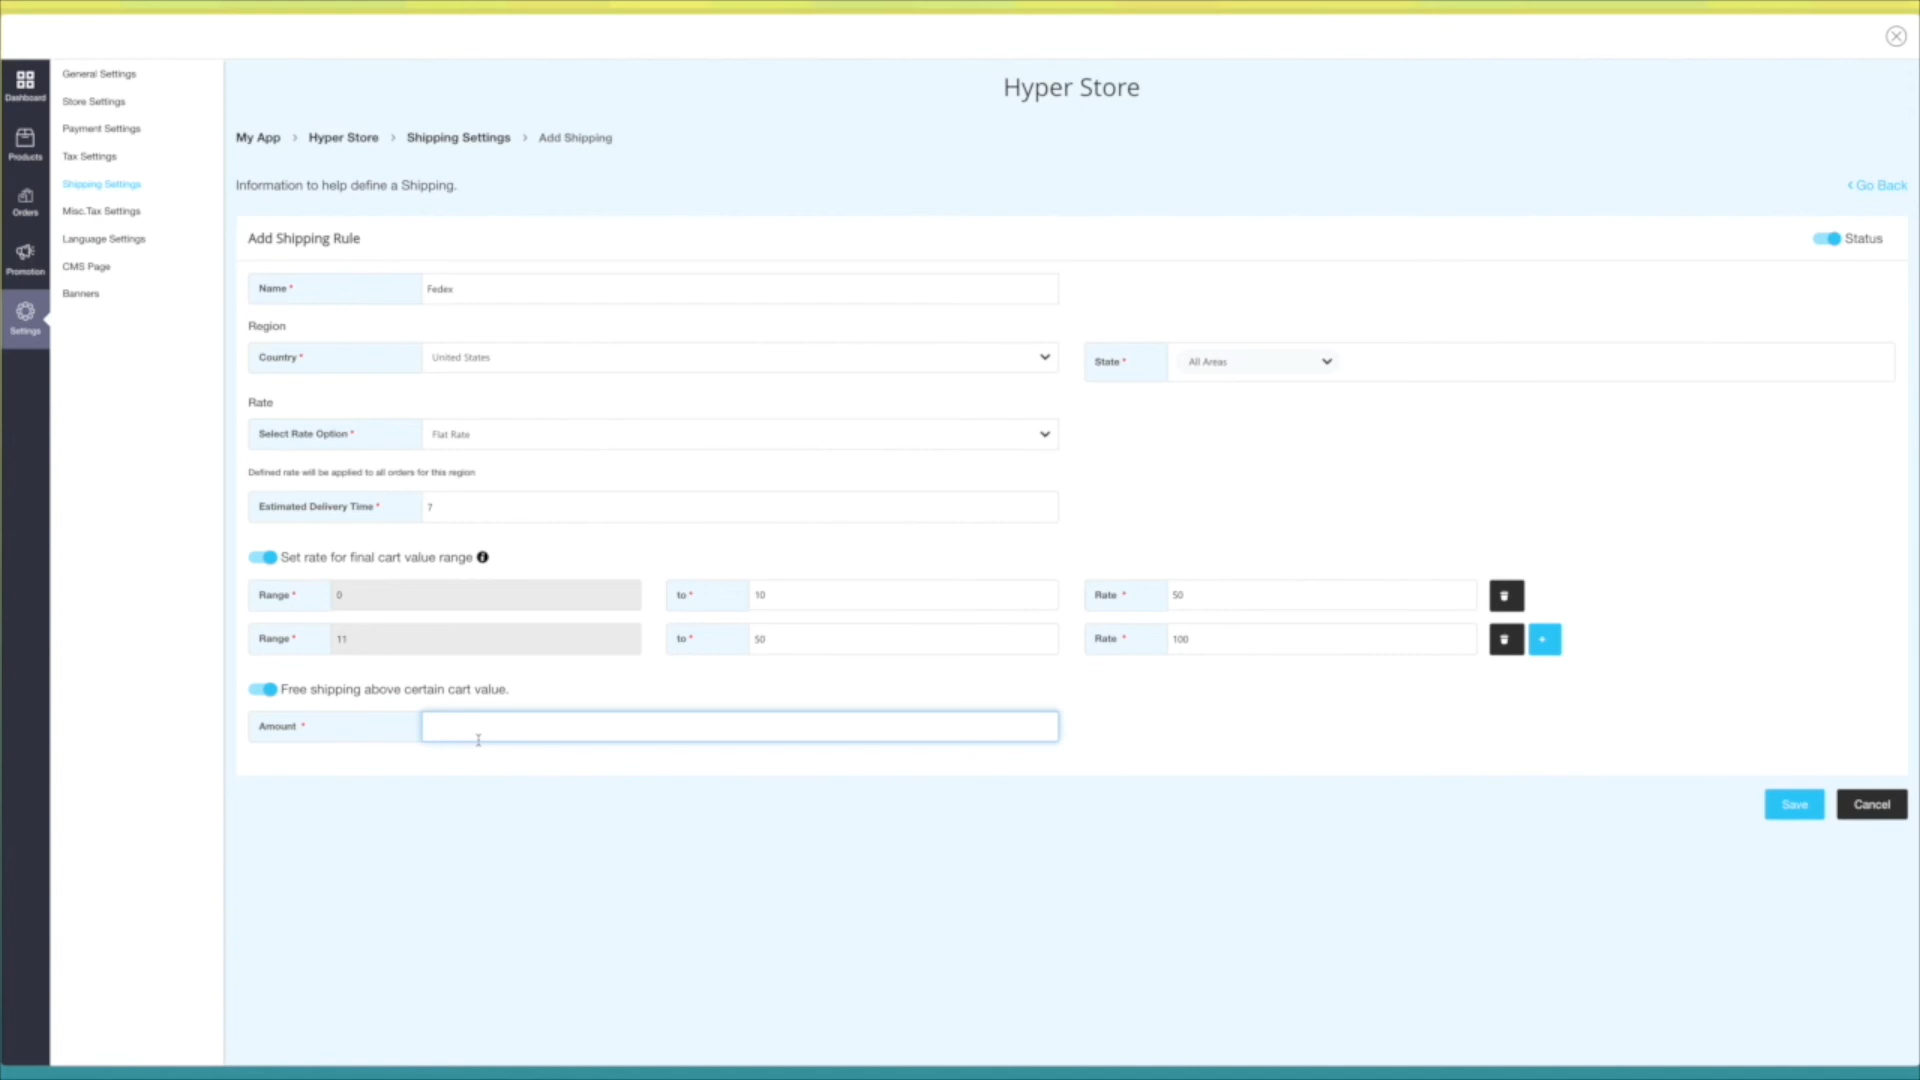 Hyper Store
Dashboard
Products
Orders
Promotion
Settings
General Settings
Store Settings
Payment Settings
Tax Settings
Shipping Settings
Misc.Tax Settings
Language Settings
CMS Page
Banners
My App > Hyper Store > Shipping Settings > Add Shipping
Information to help define a Shipping.
< Go Back
Add Shipping Rule
Status
Name * Fedex
Region
Country * United States
State * All Areas
Rate
Select Rate Option * Flat Rate
Defined rate will be applied to all orders for this region
Estimated Delivery Time * 7
Set rate for final cart value range i
Range * 0 to * 10 Rate * 50
Range * 11 to * 50 Rate * 100 +
Free shipping above certain cart value.
Amount *
Save
Cancel